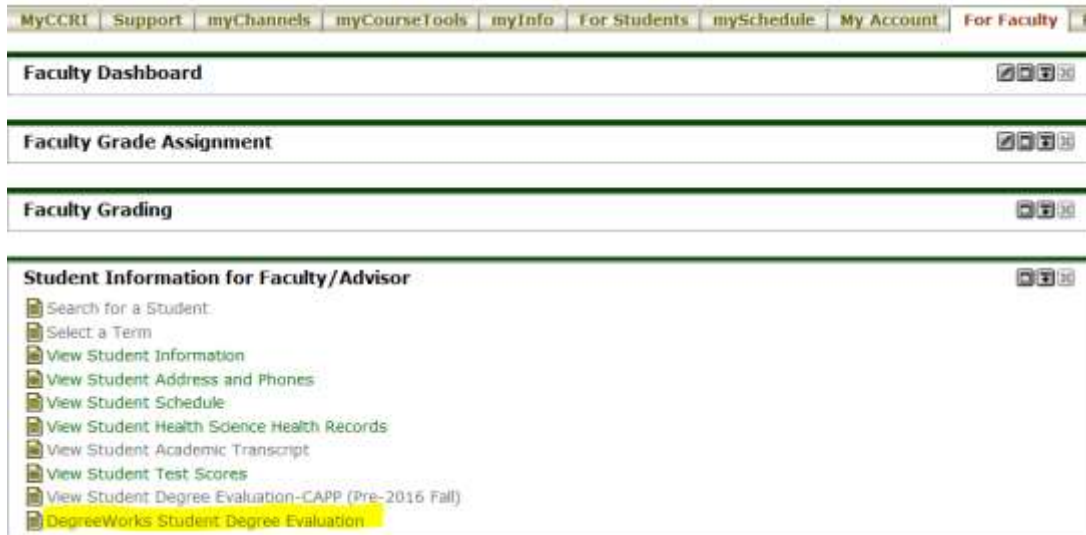 MyCCRI Support myChannels myCourseTools myInfo For Students mySchedule My Account For Faculty
Faculty Dashboard
Faculty Grade Assignment
Faculty Grading
Student Information for Faculty/Advisor
Search for a Student
Select a Term
View Student Information
View Student Address and Phones
View Student Schedule
View Student Health Science Health Records
View Student Academic Transcript
View Student Test Scores
View Student Degree Evaluation-CAPP (Pre-2016 Fall)
DegreeWorks Student Degree Evaluation